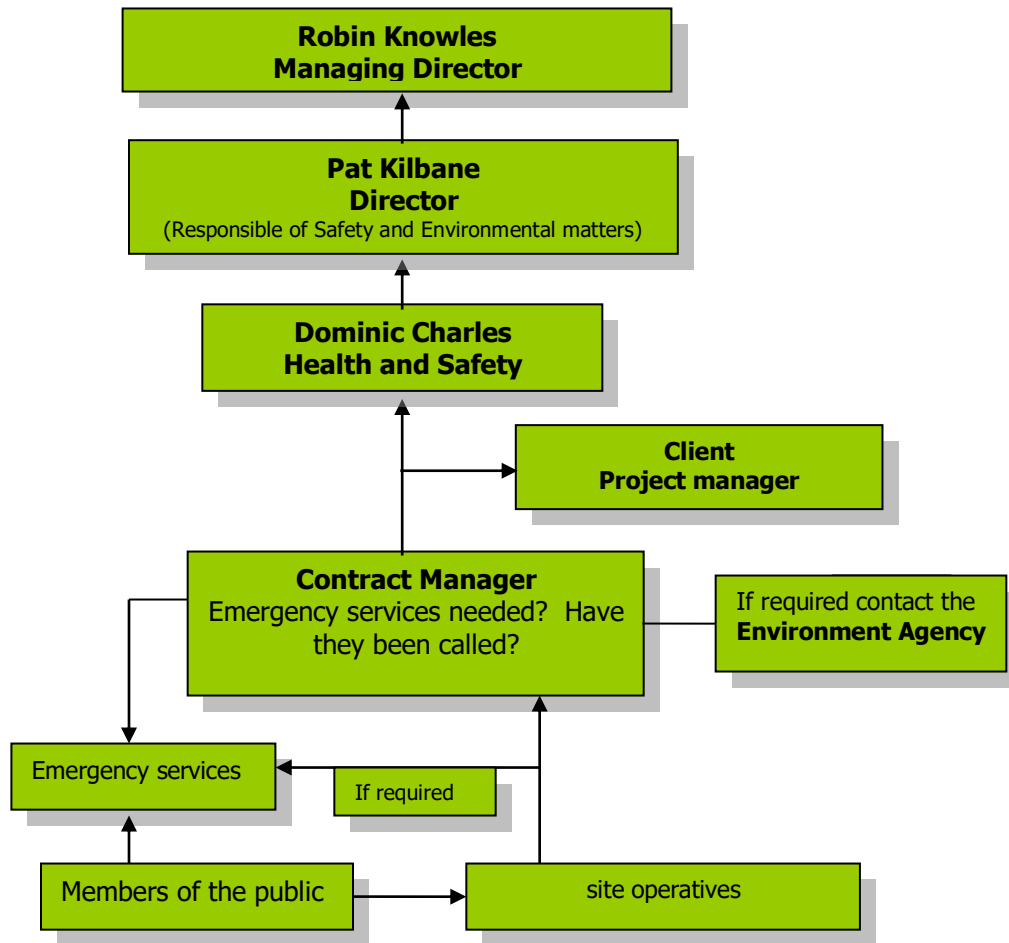 Robin Knowles
Managing Director
Pat Kilbane
Director
(Responsible of Safety and Environmental matters)
Dominic Charles
Health and Safety
Client
Project manager
Contract Manager
Emergency services needed?  Have
they been called?
If required contact the
Environment Agency
Emergency services
If required
Members of the public
site operatives